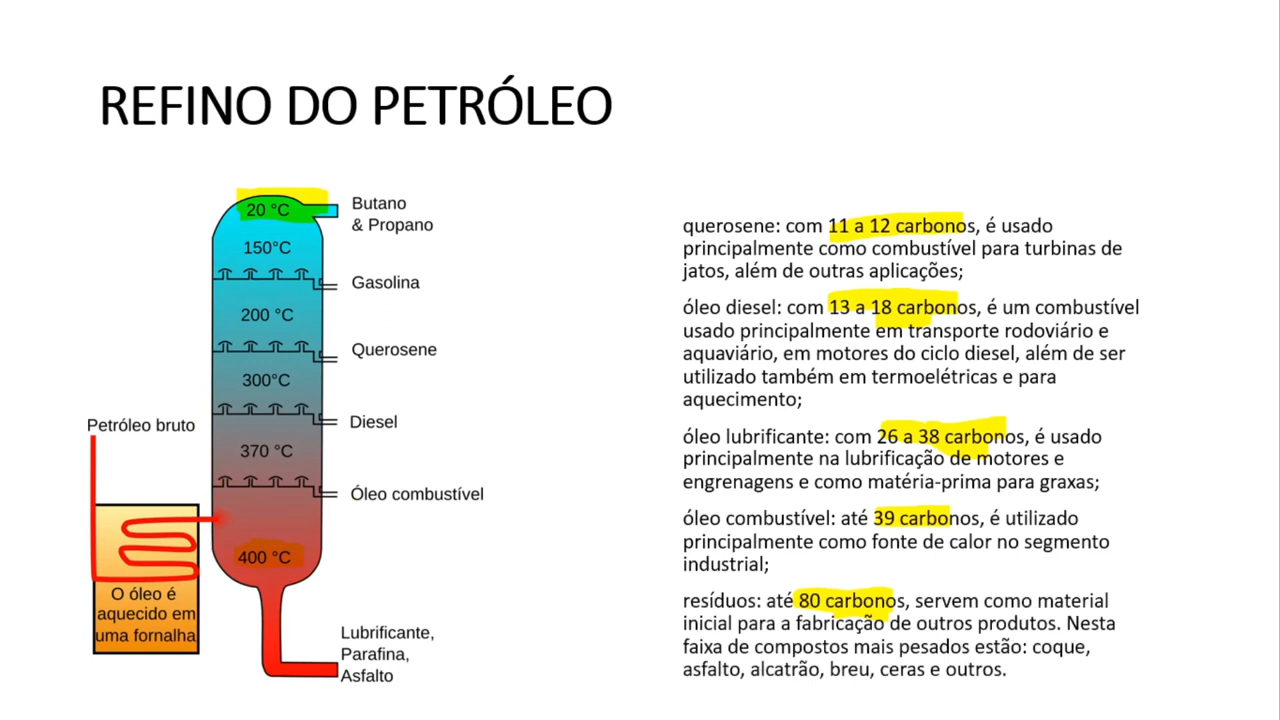 REFINO DO PETRÓLEO
20 °C
Butano
& Propano
150°C
Gasolina
200 °C
Querosene
300°C
Diesel
370 °C
Óleo combustível
400 °C
Petróleo bruto
O óleo é
aquecido em
uma fornalha
Lubrificante,
Parafina,
Asfalto
querosene: com 11 a 12 carbonos, é usado
principalmente como combustível para turbinas de
jatos, além de outras aplicações;
óleo diesel: com 13 a 18 carbonos, é um combustível
usado principalmente em transporte rodoviário e
aquaviário, em motores do ciclo diesel, além de ser
utilizado também em termoelétricas e para
aquecimento;
óleo lubrificante: com 26 a 38 carbonos, é usado
principalmente na lubrificação de motores e
engrenagens e como matéria-prima para graxas;
óleo combustível: até 39 carbonos, é utilizado
principalmente como fonte de calor no segmento
industrial;
resíduos: até 80 carbonos, servem como material
inicial para a fabricação de outros produtos. Nesta
faixa de compostos mais pesados estão: coque,
asfalto, alcatrão, breu, ceras e outros.